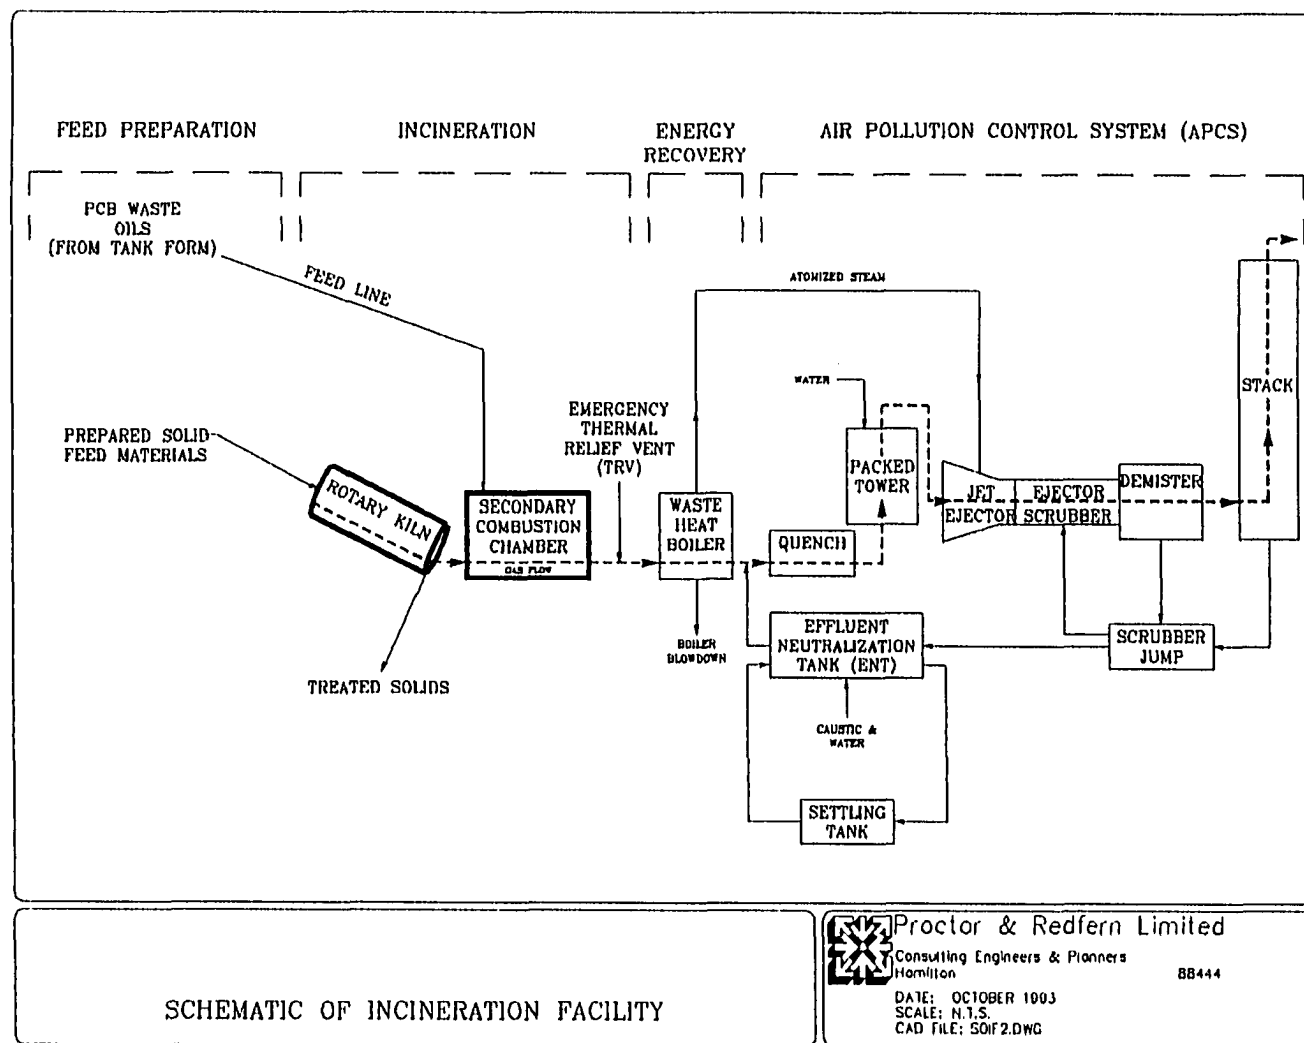 FEED PREPARATION
INCINERATION
ENERGY
RECOVERY
AIR POLLUTION CONTROL SYSTEM (APCS)
PCB WASTE
OILS
(FROM TANK FORM)
FEED LINE
ATOMIZED STEAM
WATER
STACK
EMERGENCY
THERMAL
RELIEF VENT
(TRV)
PREPARED SOLID
FEED MATERIALS
ROTARY KILN
SECONDARY
COMBUSTION
CHAMBER
GAS FLOW
WASTE
HEAT
BOILER
QUENCH
PACKED
TOWER
JET
EJECTOR
EJECTOR
SCRUBBER
DEMISTER
TREATED SOLIDS
BOILER
BLOWDOWN
EFFLUENT
NEUTRALIZATION
TANK (ENT)
SCRUBBER
JUMP
CAUSTIC &
WATER
SETTLING
TANK
SCHEMATIC OF INCINERATION FACILITY
Proctor & Redfern Limited
Consulting Engineers & Planners
Hamilton 88444
DATE: OCTOBER 1993
SCALE: N.T.S.
CAD FILE: SOIF2.DWG